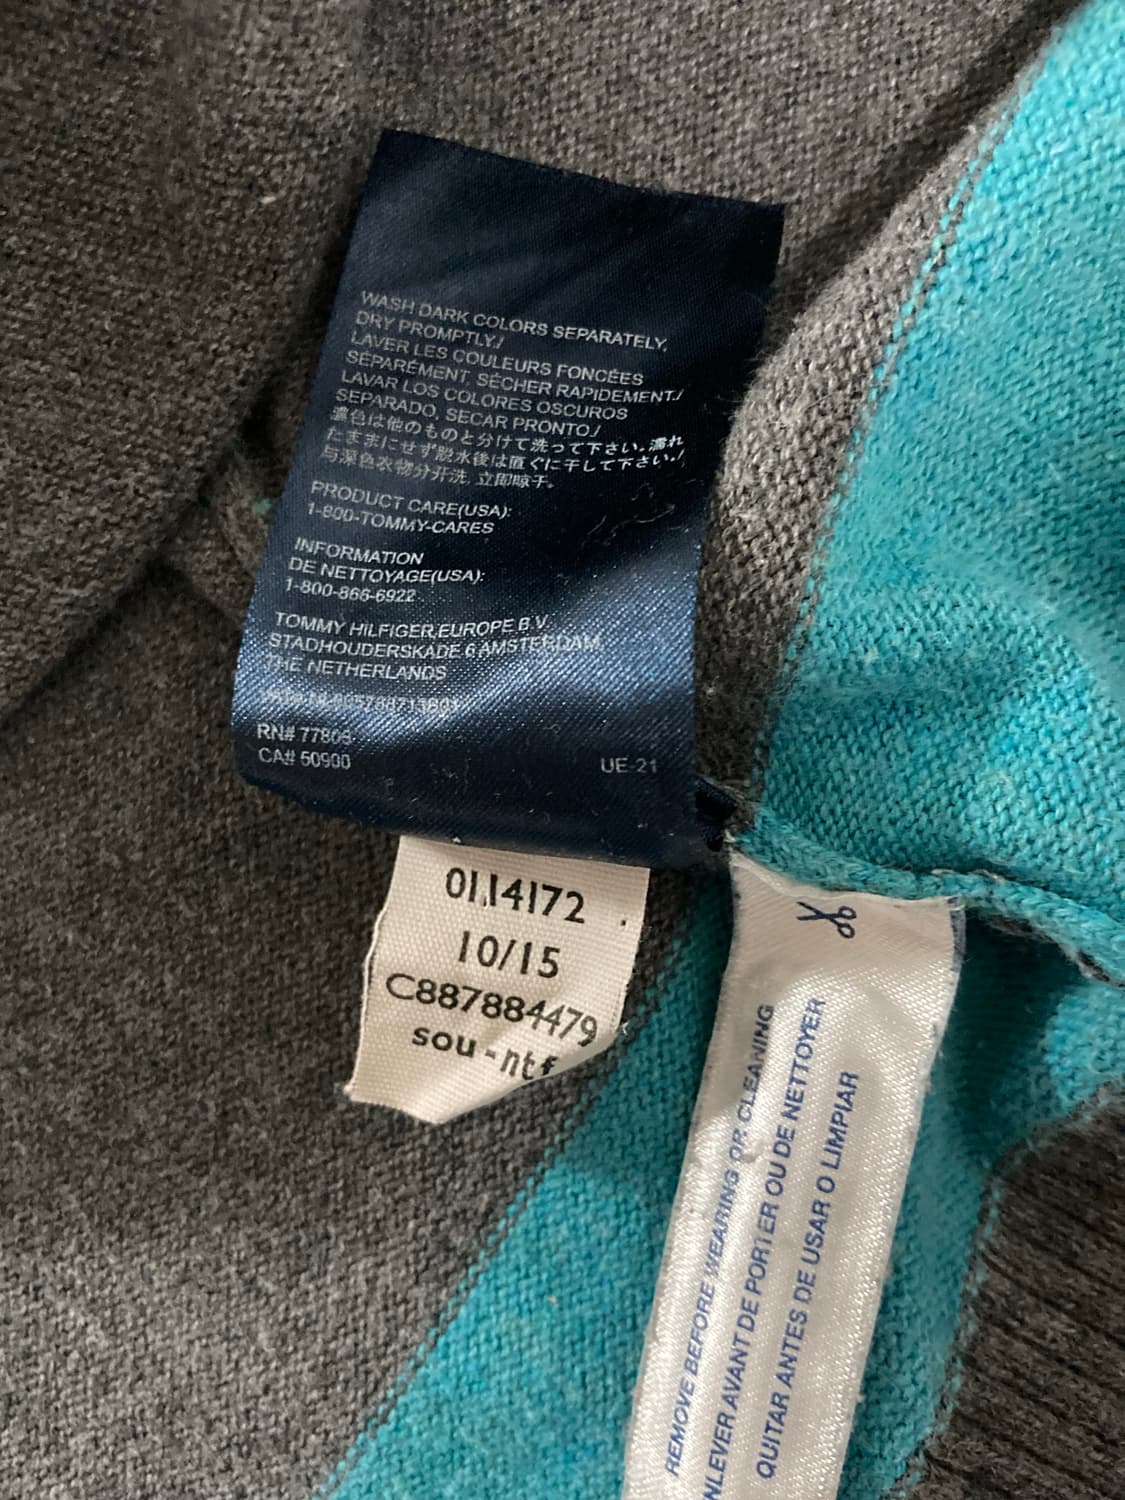 WASH DARK COLORS SEPARATELY,
DRY PROMPTLY./
LAVER LES COULEURS FONCÉES
SÉPARÉMENT, SÉCHER RAPIDEMENT./
LAVAR LOS COLORES OSCUROS
SEPARADO, SECAR PRONTO./
濃色は他のものと分けて洗って下さい。濡れ
たままにせず脱水後は直ぐに干して下さい。/
与深色衣物分开洗, 立即晾干。
PRODUCT CARE(USA):
1-800-TOMMY-CARES
INFORMATION
DE NETTOYAGE(USA):
1-800-866-6922
TOMMY HILFIGER EUROPE B.V.
STADHOUDERSKADE 6 AMSTERDAM,
THE NETHERLANDS
RN# 77806
CA# 50900
UE-21
0114172
10/15
C887884479
sou-ntf
REMOVE BEFORE WEARING OR CLEANING
NLEVER AVANT DE PORTER OU DE NETTOYER
QUITAR ANTES DE USAR O LIMPIAR